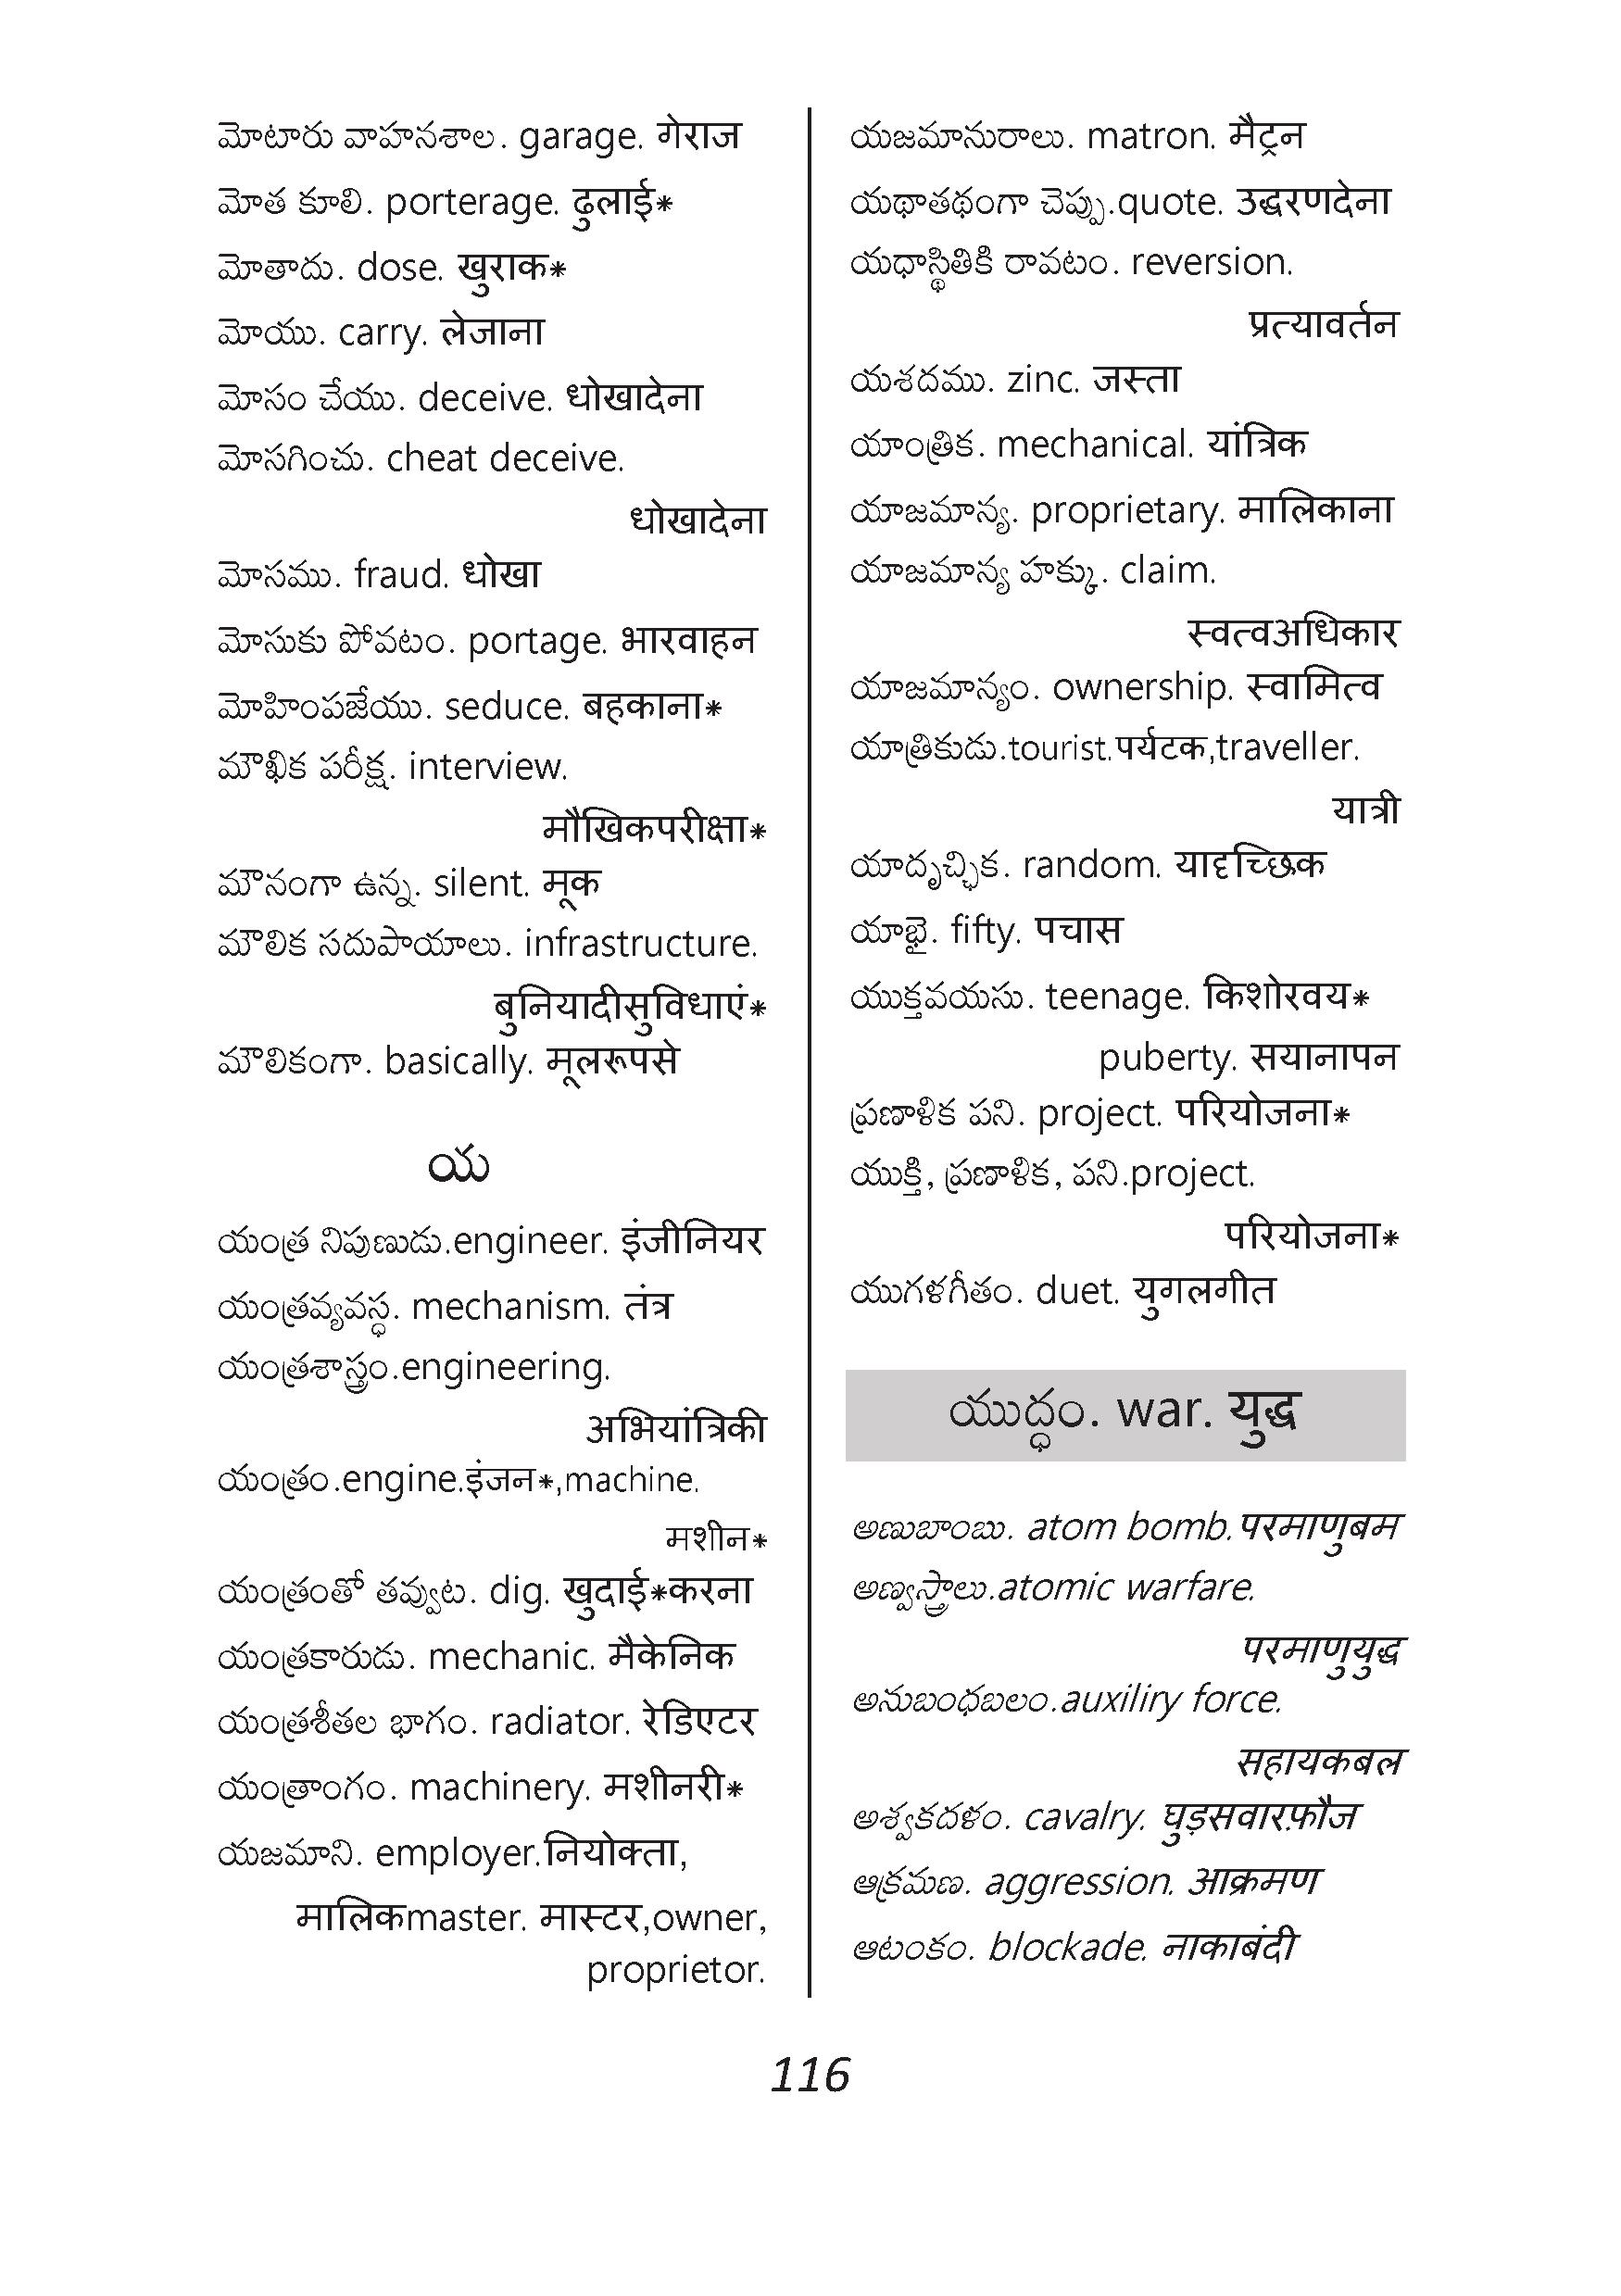 మోటారు వాహనశాల. garage. गेराज
మోత కూలి. porterage. ढुलाई*
మోతాదు. dose. खुराक*
మోయు. carry. लेजाना
మోసం చేయు. deceive. धोखादेना
మోసగించు. cheat deceive.
धोखादेना
మోసము. fraud. धोखा
మోసుకు పోవటం. portage. भारवाहन
మోహింపజేయు. seduce. बहकाना*
మౌఖిక పరీక్ష. interview.
मौखिकपरीक्षा*
మౌనంగా ఉన్న. silent. मूक
మౌలిక సదుపాయాలు. infrastructure.
बुनियादीसुविधाएं*
మౌలికంగా. basically. मूलरूपसे
య
యంత్ర నిపుణుడు.engineer. इंजीनियर
యంత్రవ్యవస్ధ. mechanism. तंत्र
యంత్రశాస్త్రం.engineering.
अभियांत्रिकी
యంత్రం.engine.इंजन*,machine.
मशीन*
యంత్రంతో తవ్వుట. dig. खुदाई*करना
యంత్రకారుడు. mechanic. मैकेनिक
యంత్రశీతల భాగం. radiator. रेडिएटर
యంత్రాంగం. machinery. मशीनरी*
యజమాని. employer.नियोक्ता,
मालिकmaster. मास्टर,owner,
proprietor.
యజమానురాలు. matron. मैट्रन
యథాతథంగా చెప్పు.quote. उद्धरणदेना
యధాస్థితికి రావటం. reversion.
प्रत्यावर्तन
యశదము. zinc. जस्ता
యాంత్రిక. mechanical. यांत्रिक
యాజమాన్య. proprietary. मालिकाना
యాజమాన్య హక్కు. claim.
स्वत्वअधिकार
యాజమాన్యం. ownership. स्वामित्व
యాత్రికుడు.tourist.पर्यटक,traveller.
यात्री
యాదృచ్ఛిక. random. यादृच्छिक
యాభై. fifty. पचास
యుక్తవయసు. teenage. किशोरवय*
puberty. सयानापन
ప్రణాళిక పని. project. परियोजना*
యుక్తి, ప్రణాళిక, పని.project.
परियोजना*
యుగళగీతం. duet. युगलगीत
యుద్ధం. war. युद्ध
అణుబాంబు. atom bomb.परमाणुबम
అణ్వస్త్రాలు.atomic warfare.
परमाणुयुद्ध
అనుబంధబలం.auxiliry force.
सहायकबल
అశ్వకదళం. cavalry. घुड़सवारफ़ौज
ఆక్రమణ. aggression. आक्रमण
ఆటంకం. blockade. नाकाबंदी
116